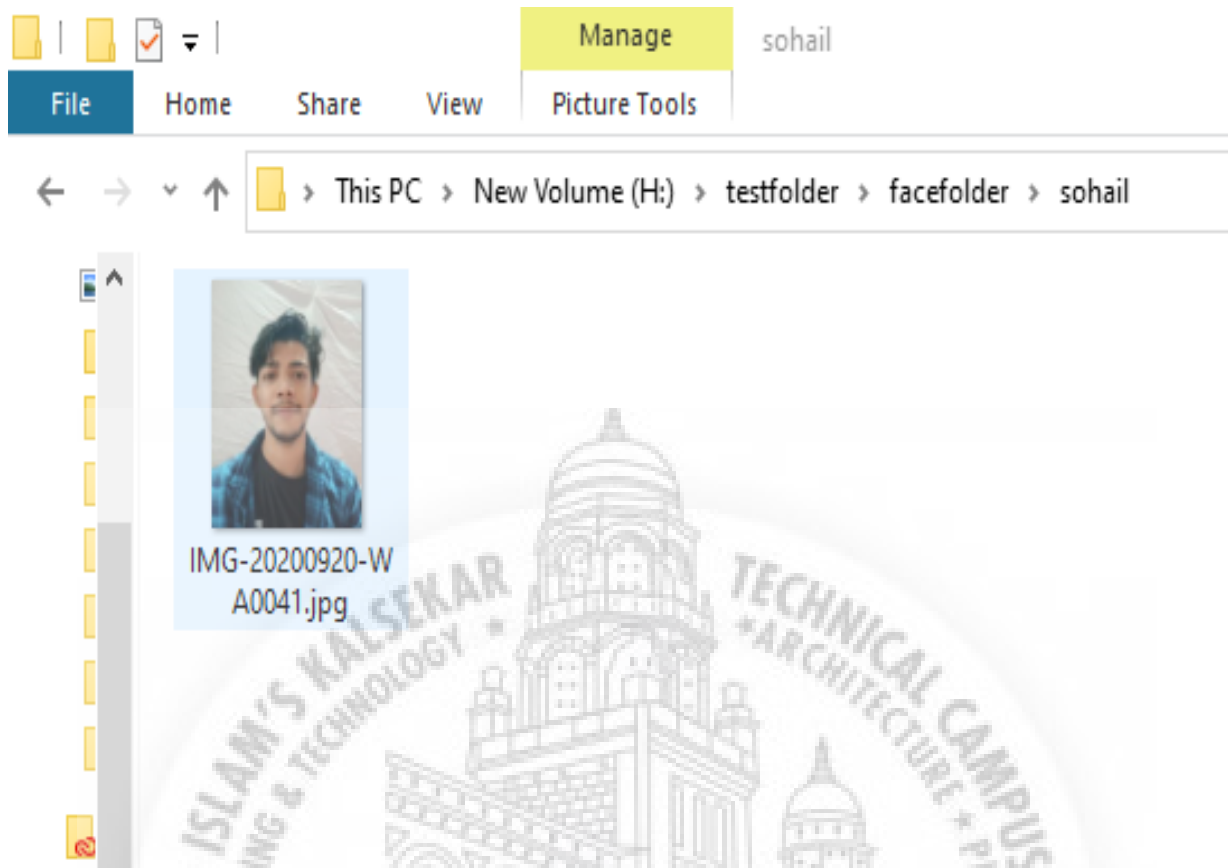 Manage sohail
File Home Share View Picture Tools
This PC > New Volume (H:) > testfolder > facefolder > sohail
IMG-20200920-W
A0041.jpg
ISLAM'S KALSEKAR TECHNICAL CAMPUS
& TECHNOLOGY * *ARCHITECTURE *